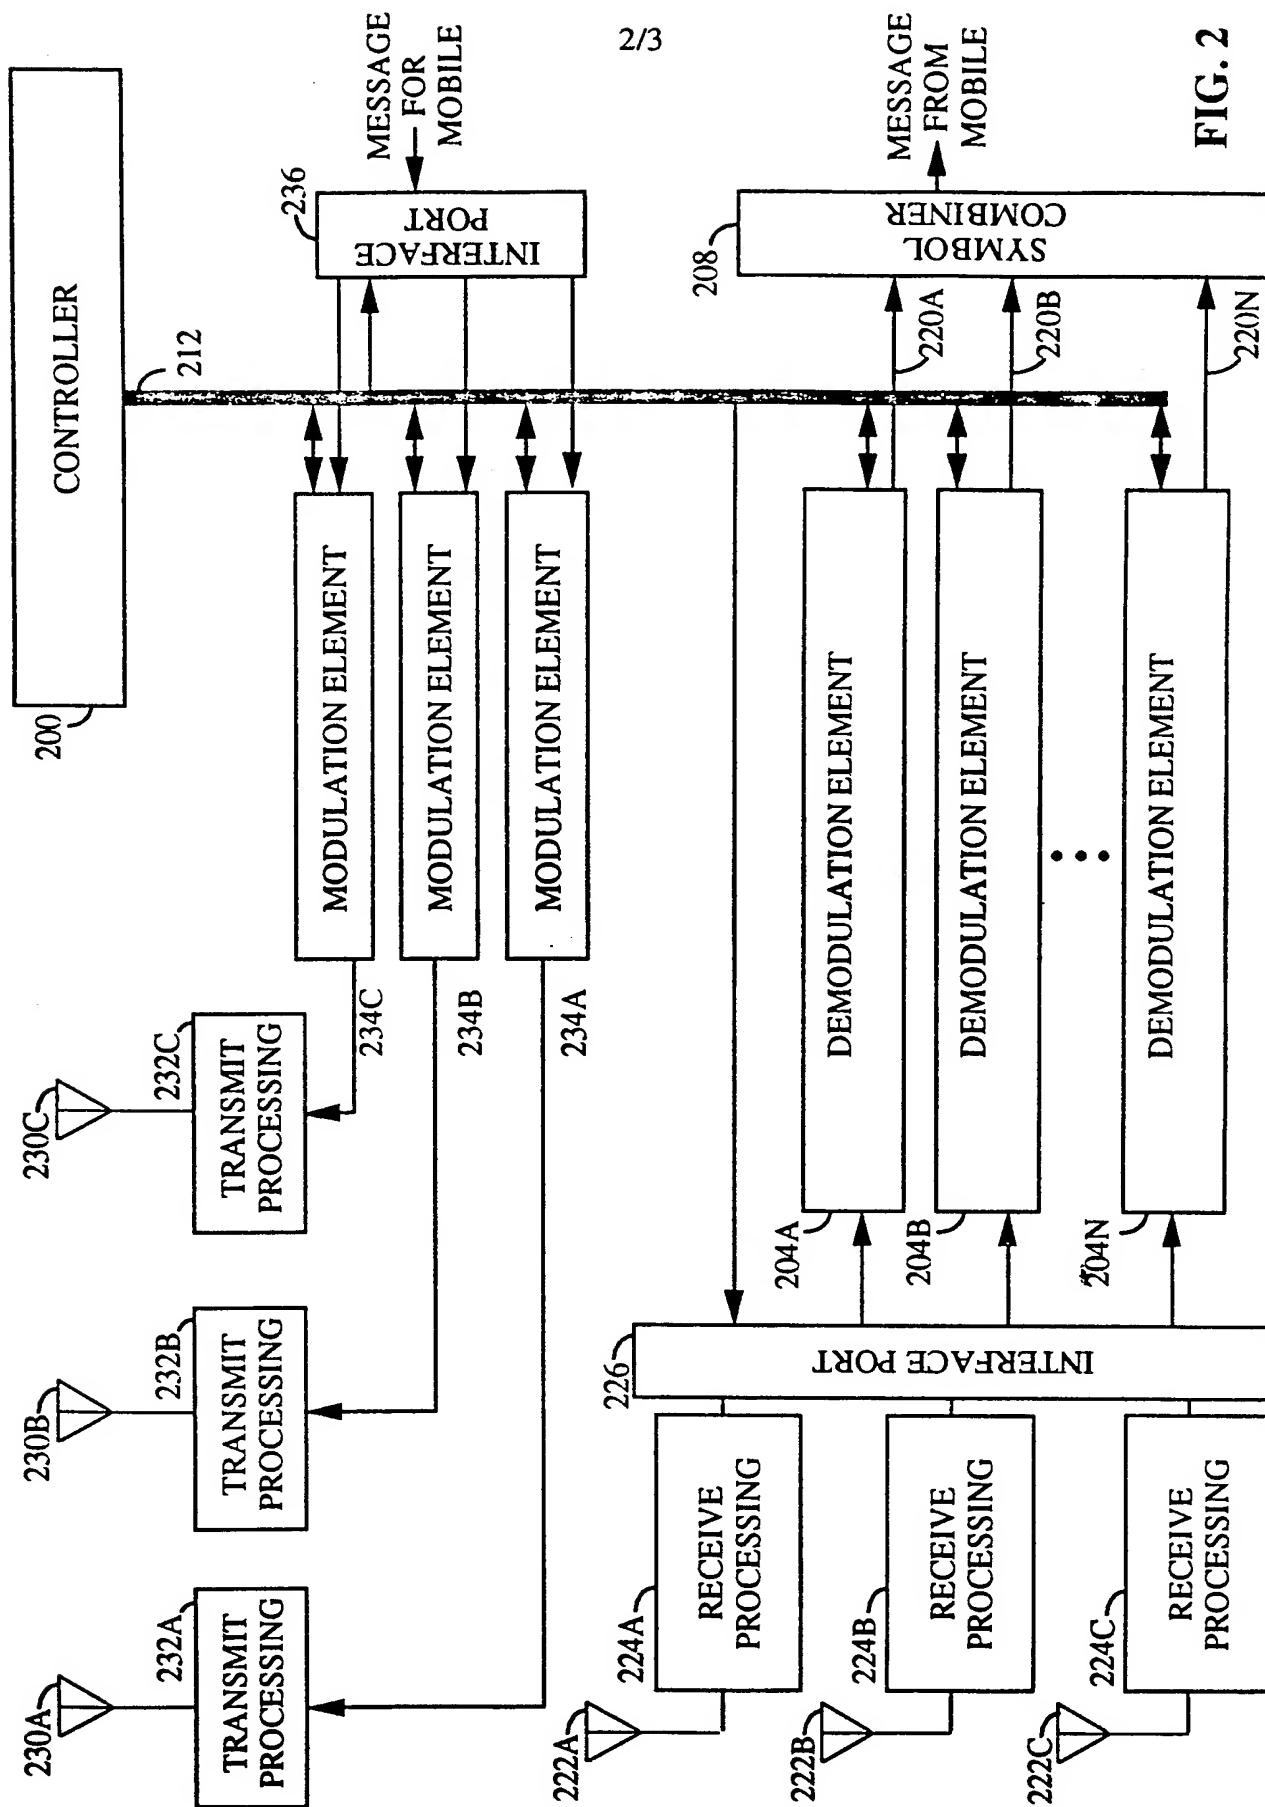 2/3
CONTROLLER
200
212
MESSAGE
FOR
MOBILE
236
INTERFACE
PORT
MODULATION ELEMENT
234C
MODULATION ELEMENT
234B
MODULATION ELEMENT
234A
230C
232C
TRANSMIT
PROCESSING
230B
232B
TRANSMIT
PROCESSING
230A
232A
TRANSMIT
PROCESSING
MESSAGE
FROM
MOBILE
208
SYMBOL
COMBINER
220A
220B
220N
DEMODULATION ELEMENT
204A
DEMODULATION ELEMENT
204B
DEMODULATION ELEMENT
204N
226
INTERFACE PORT
222A
224A
RECEIVE
PROCESSING
222B
224B
RECEIVE
PROCESSING
222C
224C
RECEIVE
PROCESSING
FIG. 2